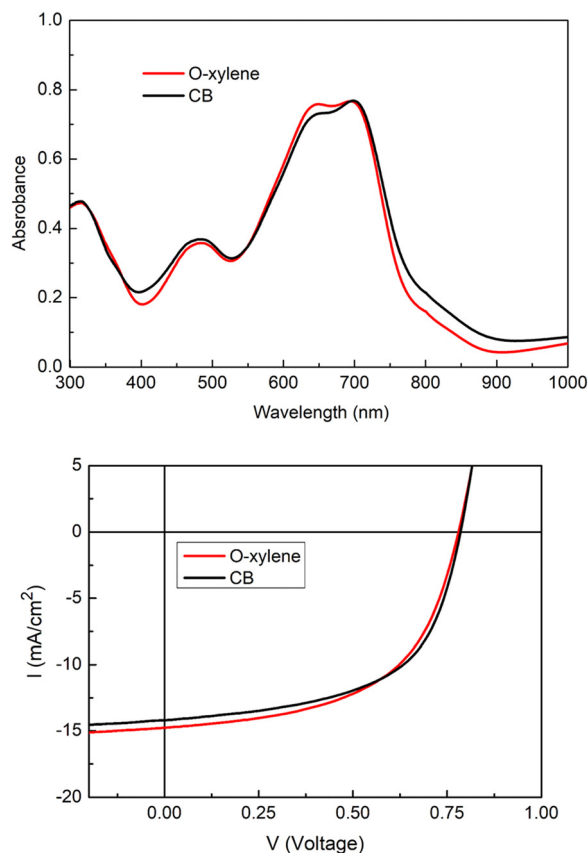 1.0
0.8
0.6
0.4
0.2
0.0
Absrobance
O-xylene
CB
300 400 500 600 700 800 900 1000
Wavelength (nm)
5
0
-5
-10
-15
-20
I (mA/cm²)
O-xylene
CB
0.00 0.25 0.50 0.75 1.00
V (Voltage)